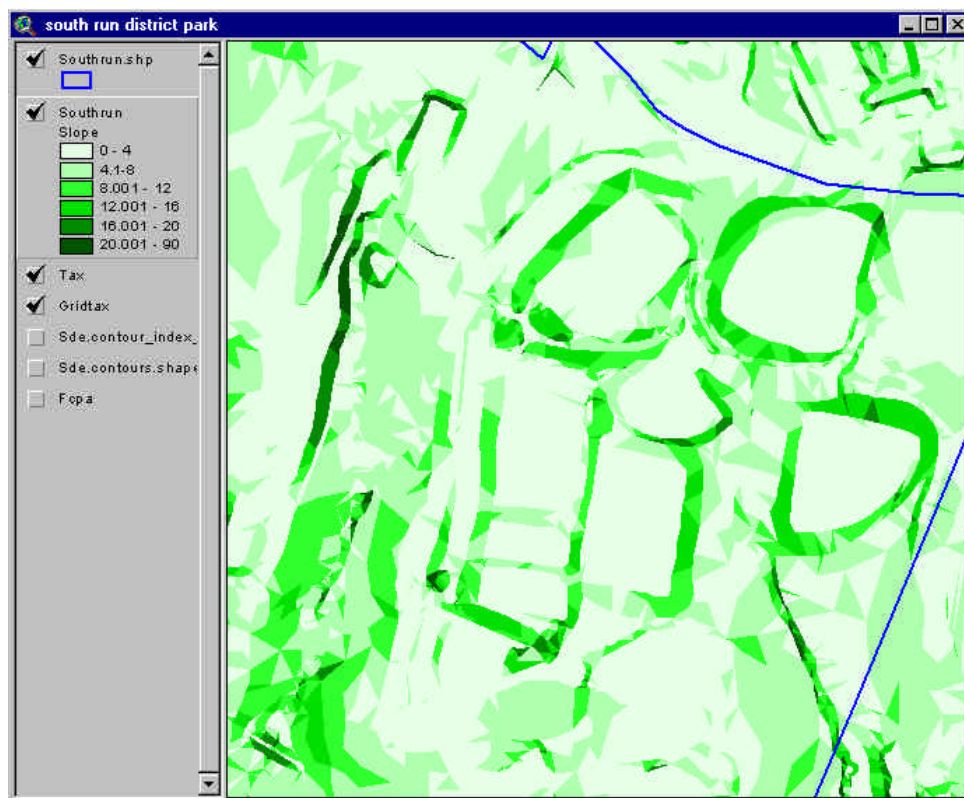 south run district park
Southrun.shp
Southrun
Slope
0 - 4
4.1-8
8.001 - 12
12.001 - 16
16.001 - 20
20.001 - 90
Tax
Gridtax
Sde.contour_index_
Sde.contours.shape
Fcpa